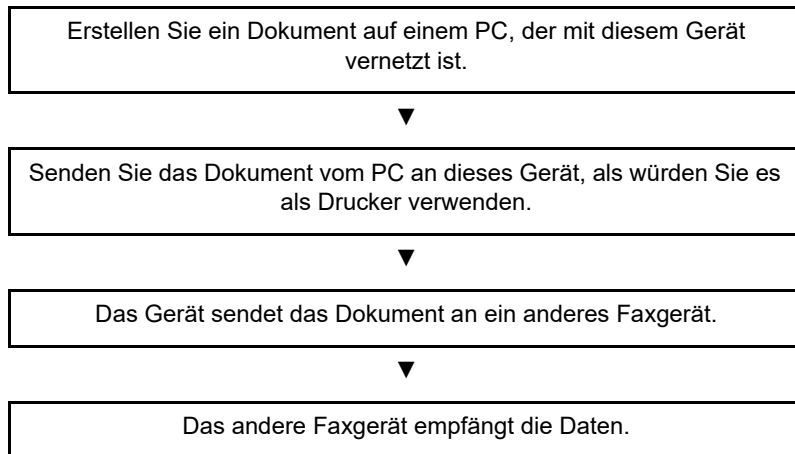 Erstellen Sie ein Dokument auf einem PC, der mit diesem Gerät
vernetzt ist.
▼
Senden Sie das Dokument vom PC an dieses Gerät, als würden Sie es
als Drucker verwenden.
▼
Das Gerät sendet das Dokument an ein anderes Faxgerät.
▼
Das andere Faxgerät empfängt die Daten.